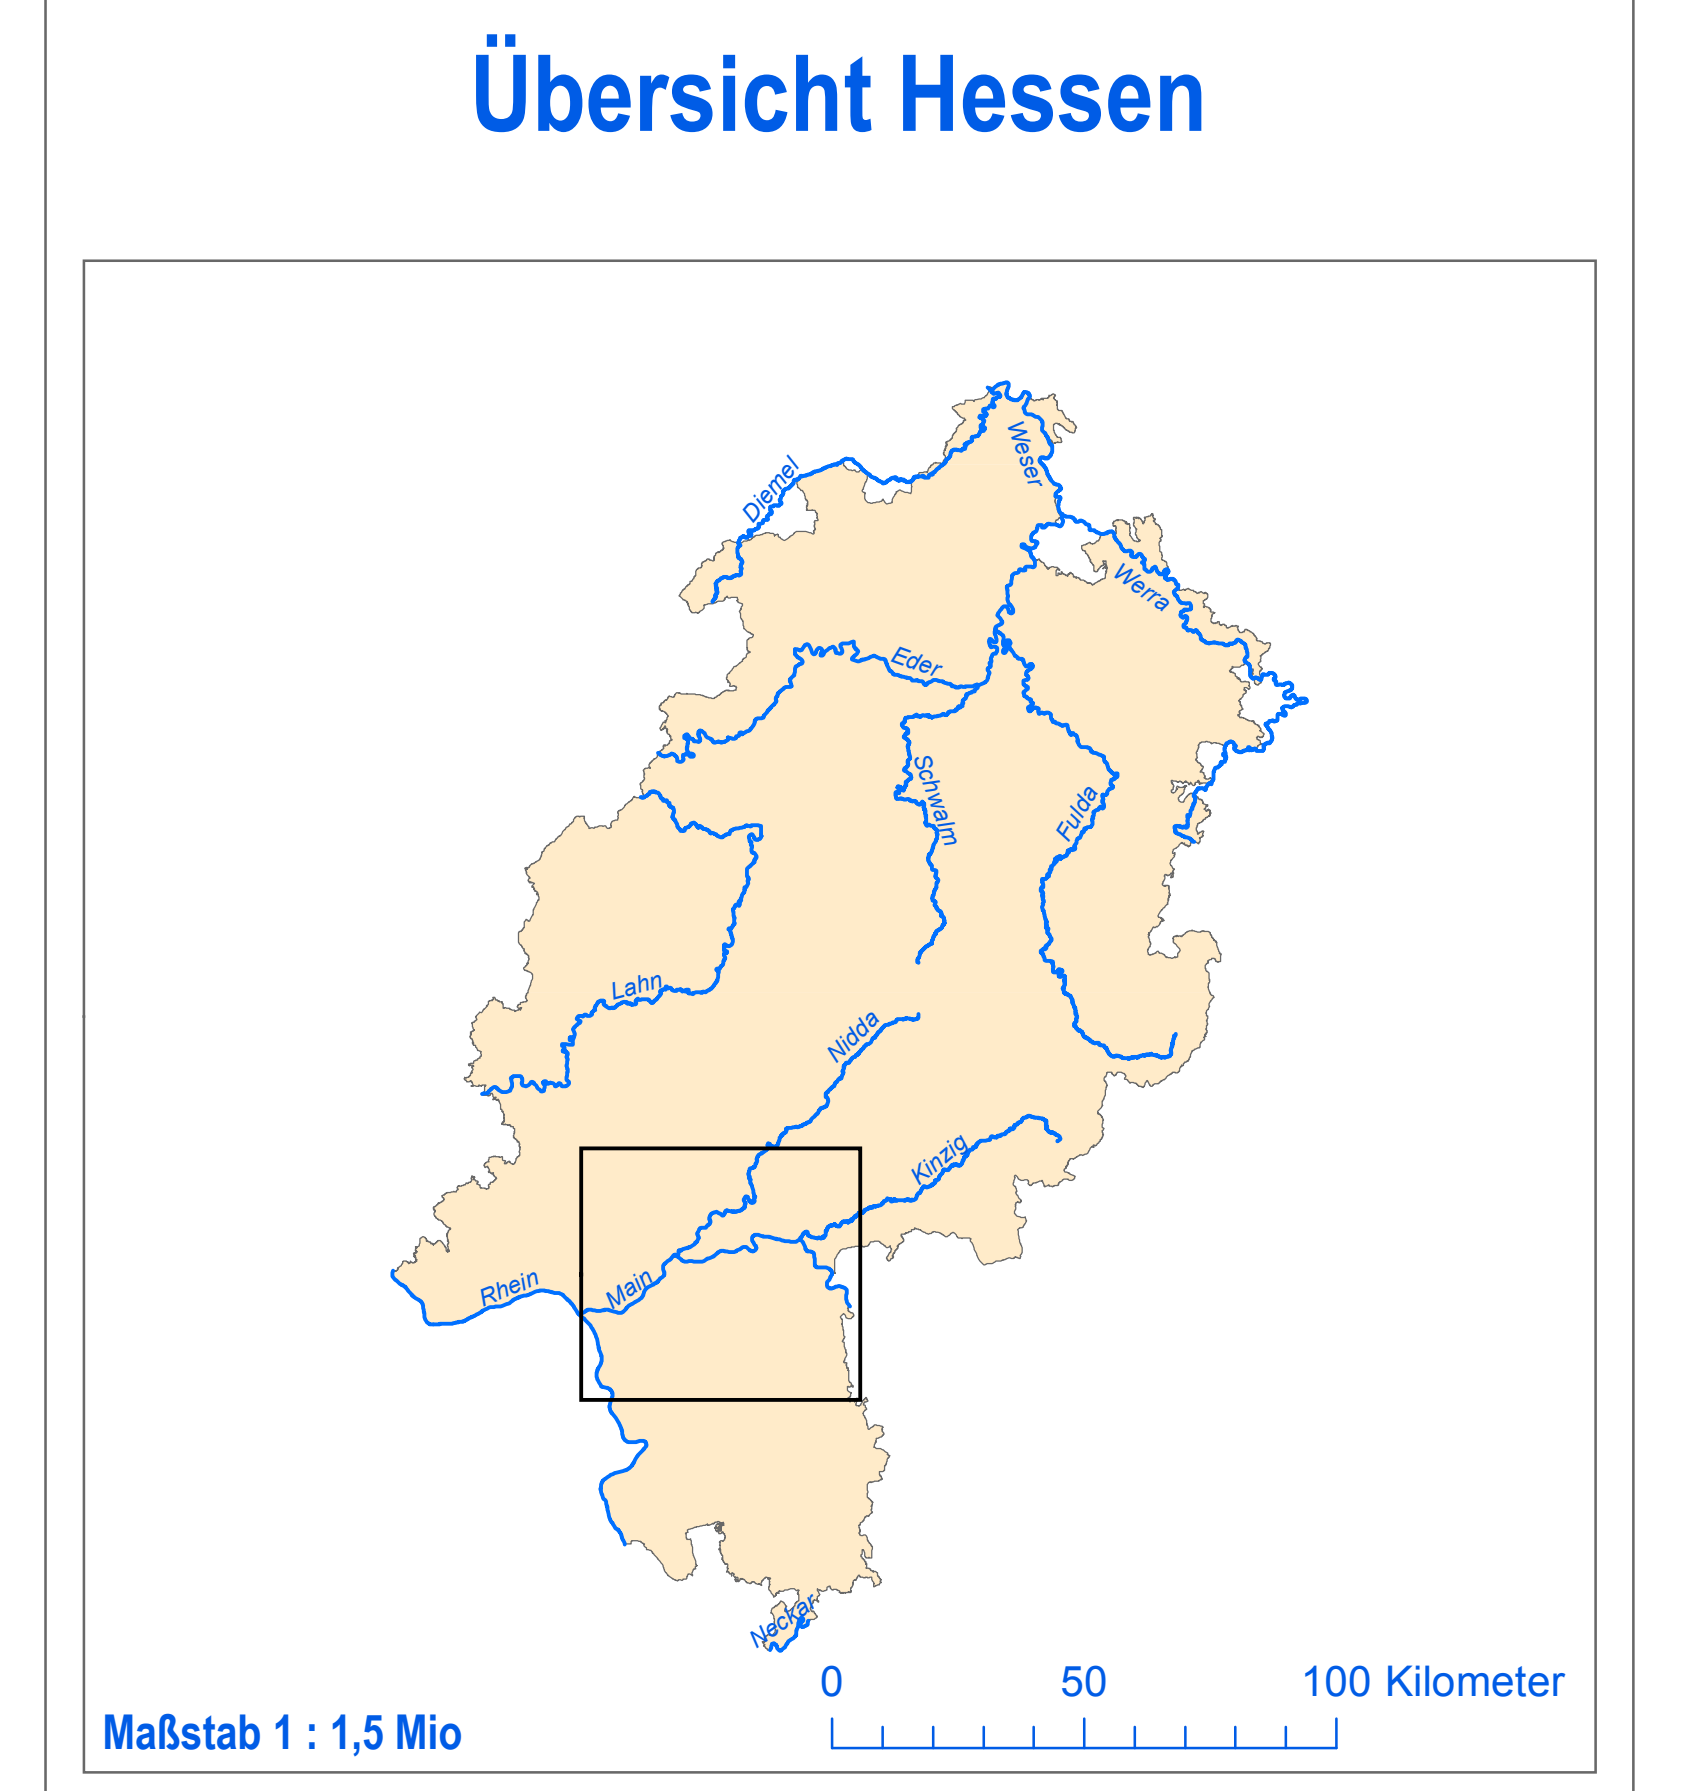 Übersicht Hessen
Weser
Diemel
Werra
Eder
Schwalm
Fulda
Lahn
Nidda
Kinzig
Rhein
Main
Neckar
0 50 100 Kilometer
Maßstab 1 : 1,5 Mio